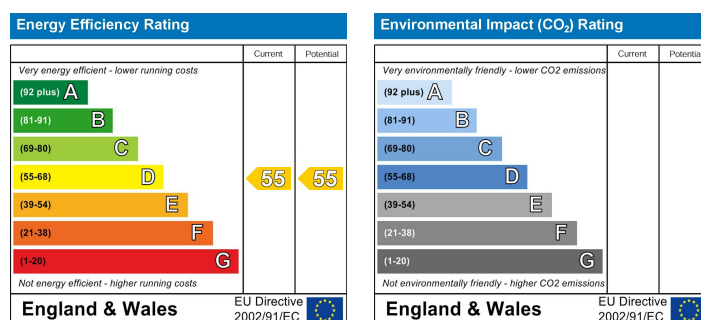 Energy Efficiency Rating
Current Potential
Very energy efficient - lower running costs
(92 plus) A
(81-91) B
(69-80) C
(55-68) D 55 55
(39-54) E
(21-38) F
(1-20) G
Not energy efficient - higher running costs
England & Wales
EU Directive
2002/91/EC
Environmental Impact (CO₂) Rating
Current Potential
Very environmentally friendly - lower CO2 emissions
(92 plus) A
(81-91) B
(69-80) C
(55-68) D
(39-54) E
(21-38) F
(1-20) G
Not environmentally friendly - higher CO2 emissions
England & Wales
EU Directive
2002/91/EC